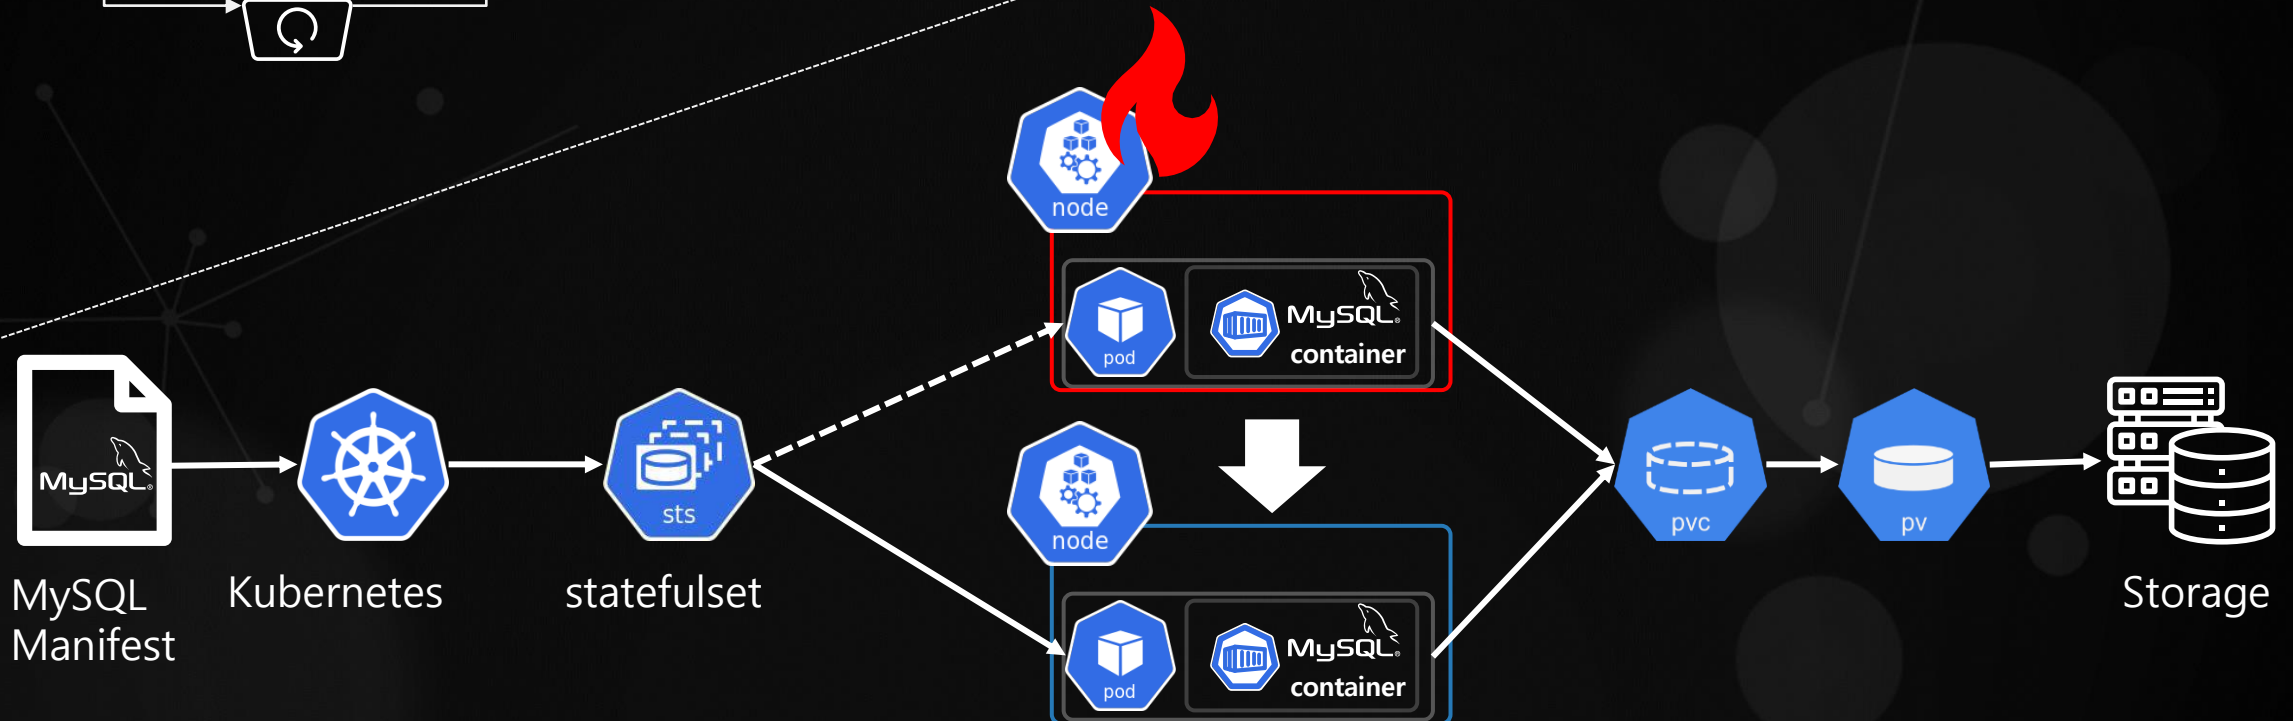 node
MySQL
pod
container
MySQL
sts
node
pvc
pv
MySQL
Manifest
Kubernetes
statefulset
Storage
MySQL
pod
container